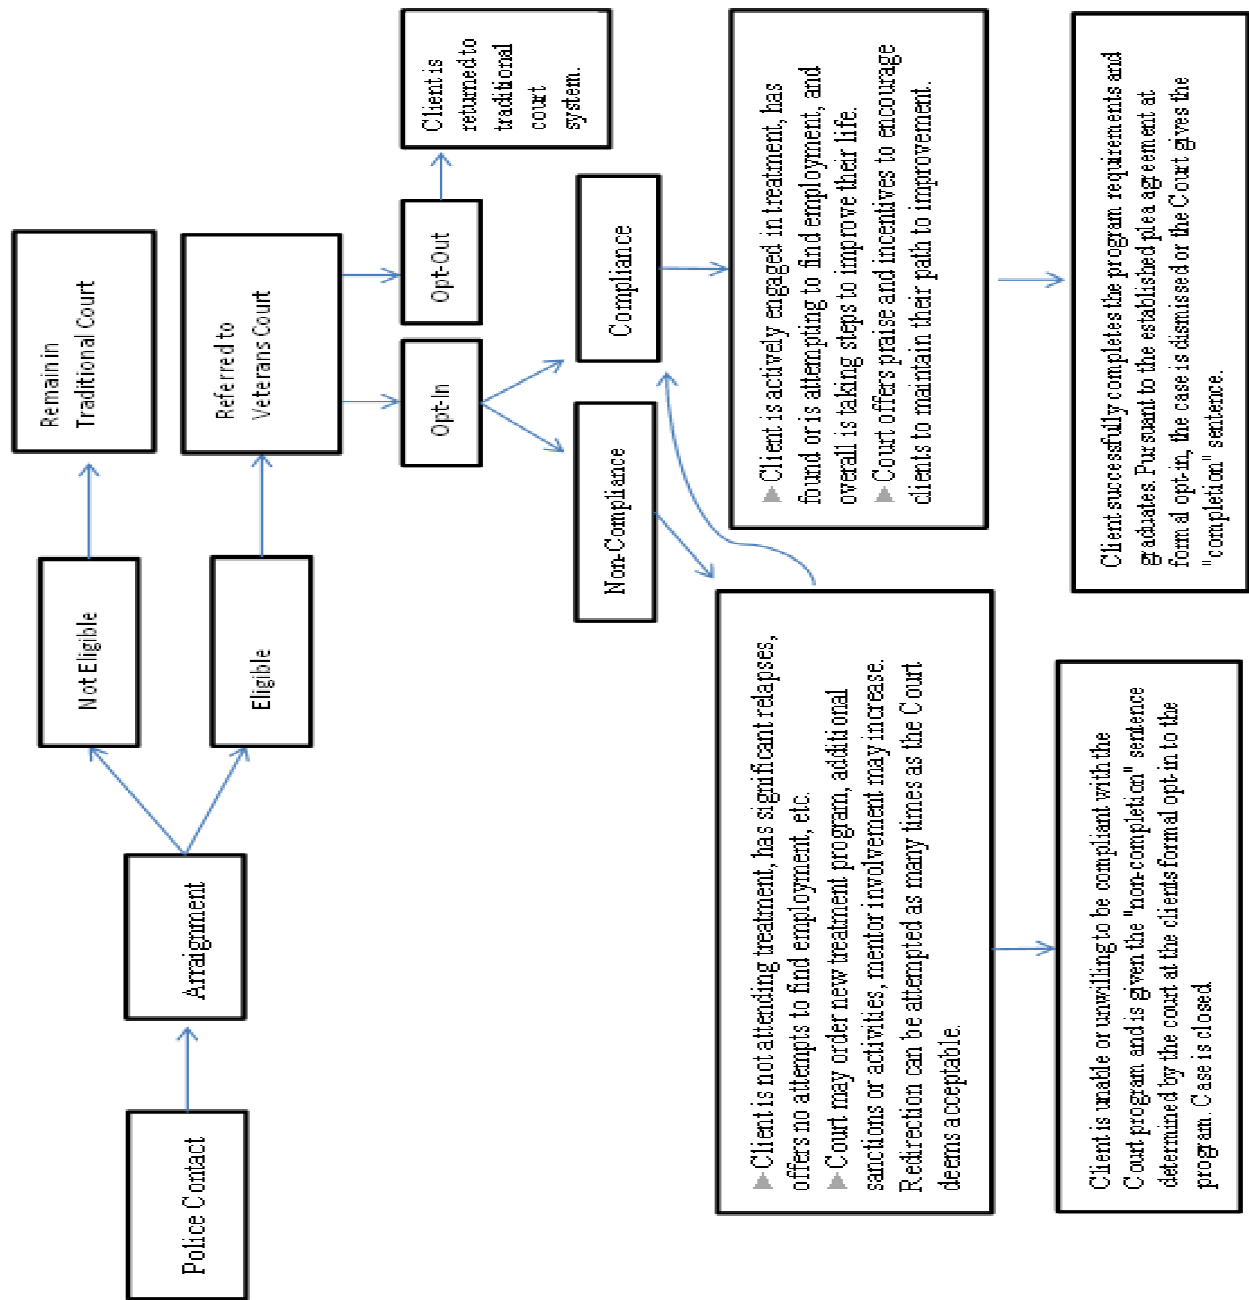 Police Contact
Arraignment
Not Eligible
Eligible
Remain in
Traditional Court
Referred to
Veterans Court
Opt-In
Opt-Out
Client is
returned to
traditional
court
system.
Non-Compliance
Compliance
Client is not attending treatment, has significant relapses,
offers no attempts to find employment, etc.
Court may order new treatment program, additional
sanctions or activities, mentor involvement may increase.
Redirection can be attempted as many times as the Court
deems acceptable.
Client is actively engaged in treatment, has
found or is attempting to find employment, and
overall is taking steps to improve their life.
Court offers praise and incentives to encourage
clients to maintain their path to improvement.
Client is unable or unwilling to be compliant with the
Court program and is given the "non-completion" sentence
determined by the court at the clients formal opt-in to the
program. Case is closed.
Client successfully completes the program requirements and
graduates. Pursuant to the established plea agreement at
formal opt-in, the case is dismissed or the Court gives the
"completion" sentence.